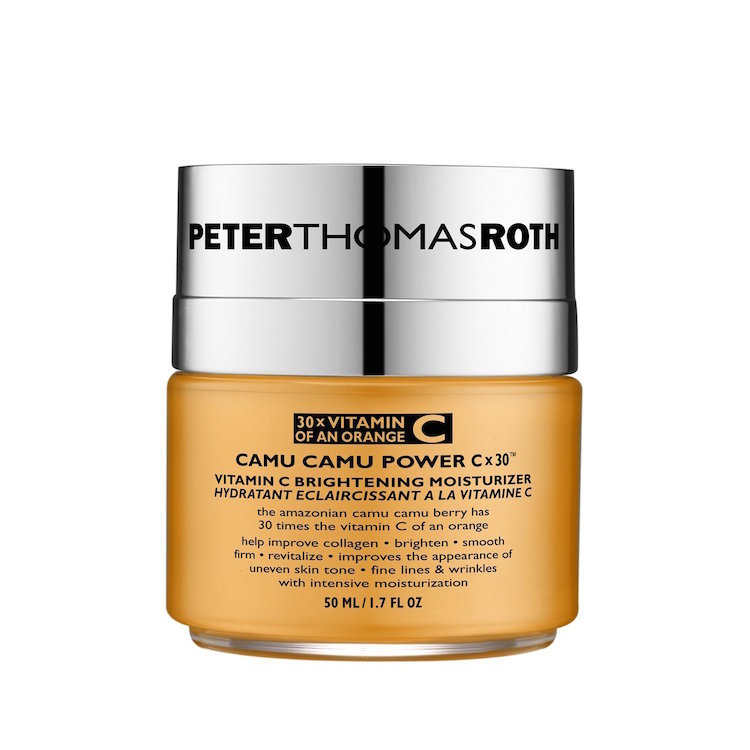 PETERTHOMASROTH
30 x VITAMIN C
OF AN ORANGE
CAMU CAMU POWER C x 30™
VITAMIN C BRIGHTENING MOISTURIZER
HYDRATANT ECLAIRCISSANT A LA VITAMINE C
the amazonian camu camu berry has
30 times the vitamin C of an orange
help improve collagen • brighten • smooth
firm • revitalize • improves the appearance of
uneven skin tone • fine lines & wrinkles
with intensive moisturization
50 ML/1.7 FL OZ